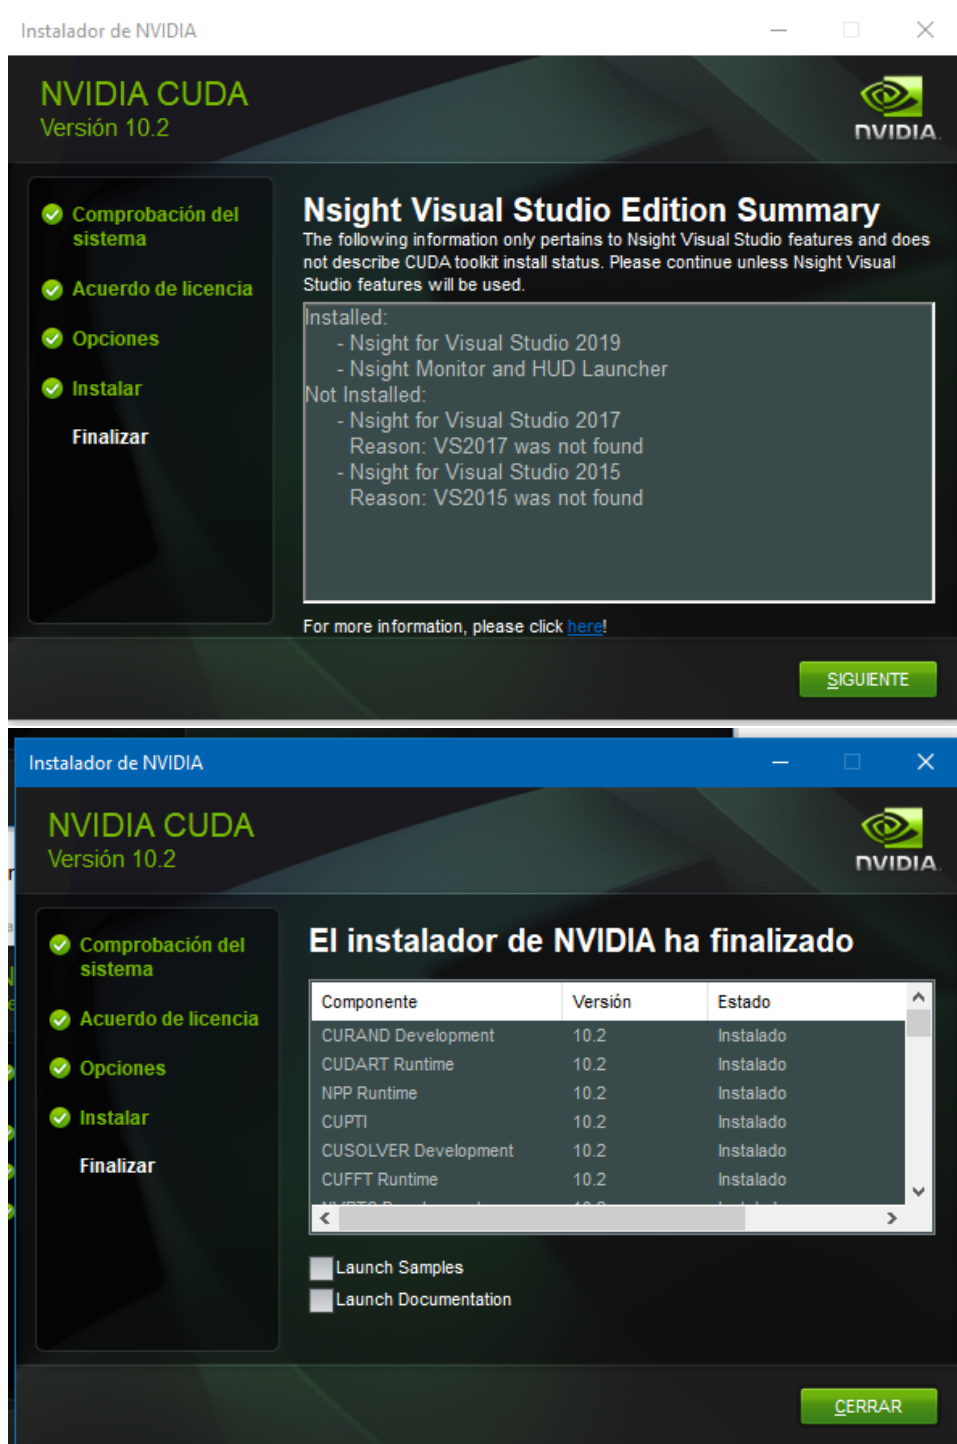 Instalador de NVIDIA
NVIDIA CUDA
Versión 10.2
NVIDIA.
Comprobación del
sistema
Acuerdo de licencia
Opciones
Instalar
Finalizar
Nsight Visual Studio Edition Summary
The following information only pertains to Nsight Visual Studio features and does
not describe CUDA toolkit install status. Please continue unless Nsight Visual
Studio features will be used.
Installed:
- Nsight for Visual Studio 2019
- Nsight Monitor and HUD Launcher
Not Installed:
- Nsight for Visual Studio 2017
Reason: VS2017 was not found
- Nsight for Visual Studio 2015
Reason: VS2015 was not found
For more information, please click here!
SIGUIENTE
Instalador de NVIDIA
NVIDIA CUDA
Versión 10.2
NVIDIA.
Comprobación del
sistema
Acuerdo de licencia
Opciones
Instalar
Finalizar
El instalador de NVIDIA ha finalizado
Componente Versión Estado
CURAND Development 10.2 Instalado
CUDART Runtime 10.2 Instalado
NPP Runtime 10.2 Instalado
CUPTI 10.2 Instalado
CUSOLVER Development 10.2 Instalado
CUFFT Runtime 10.2 Instalado
Launch Samples
Launch Documentation
CERRAR